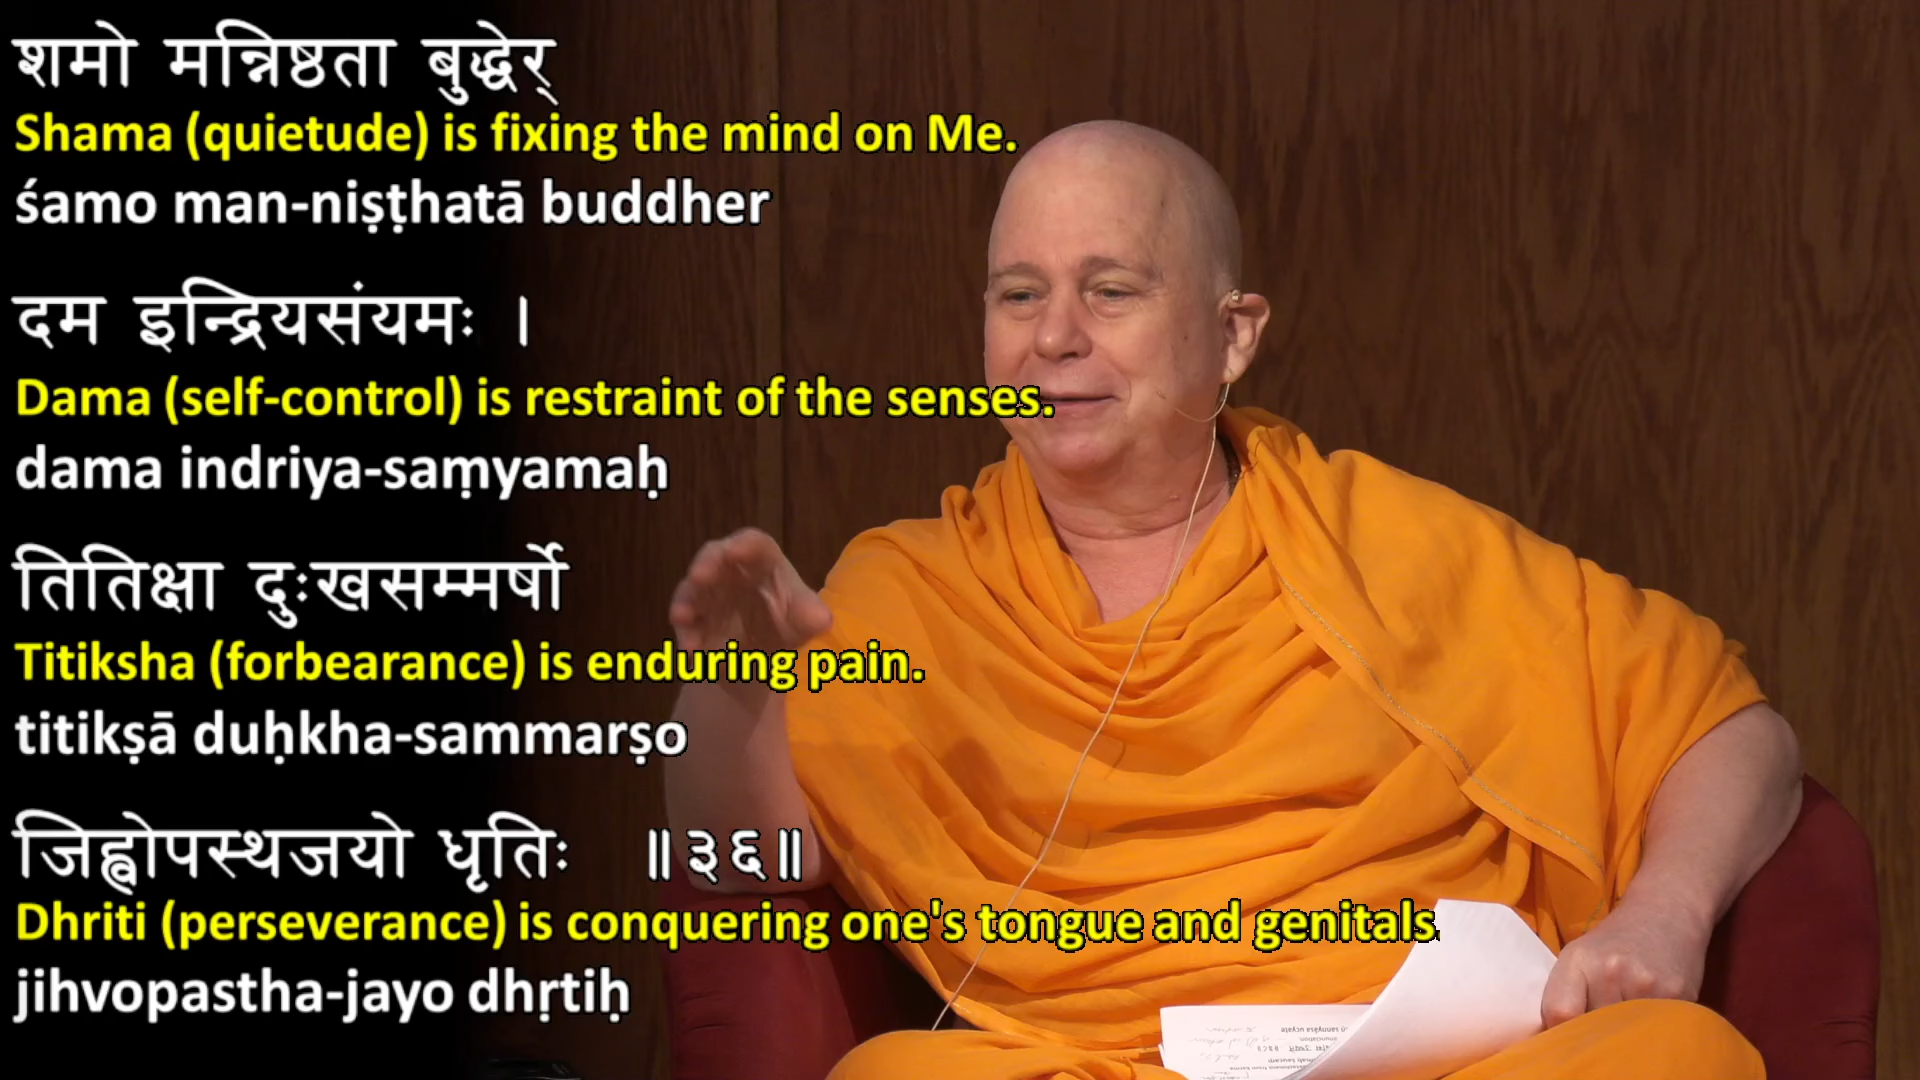 शमो मन्निष्ठता बुद्धेर्
Shama (quietude) is fixing the mind on Me.
śamo man-niṣṭhatā buddher
दम इन्द्रियसंयमः ।
Dama (self-control) is restraint of the senses.
dama indriya-saṃyamaḥ
तितिक्षा दुःखसम्मर्षो
Titiksha (forbearance) is enduring pain.
titikṣā duḥkha-sammarṣo
जिह्वोपस्थजयो धृतिः ॥३६॥
Dhriti (perseverance) is conquering one's tongue and genitals.
jihvopastha-jayo dhṛtiḥ